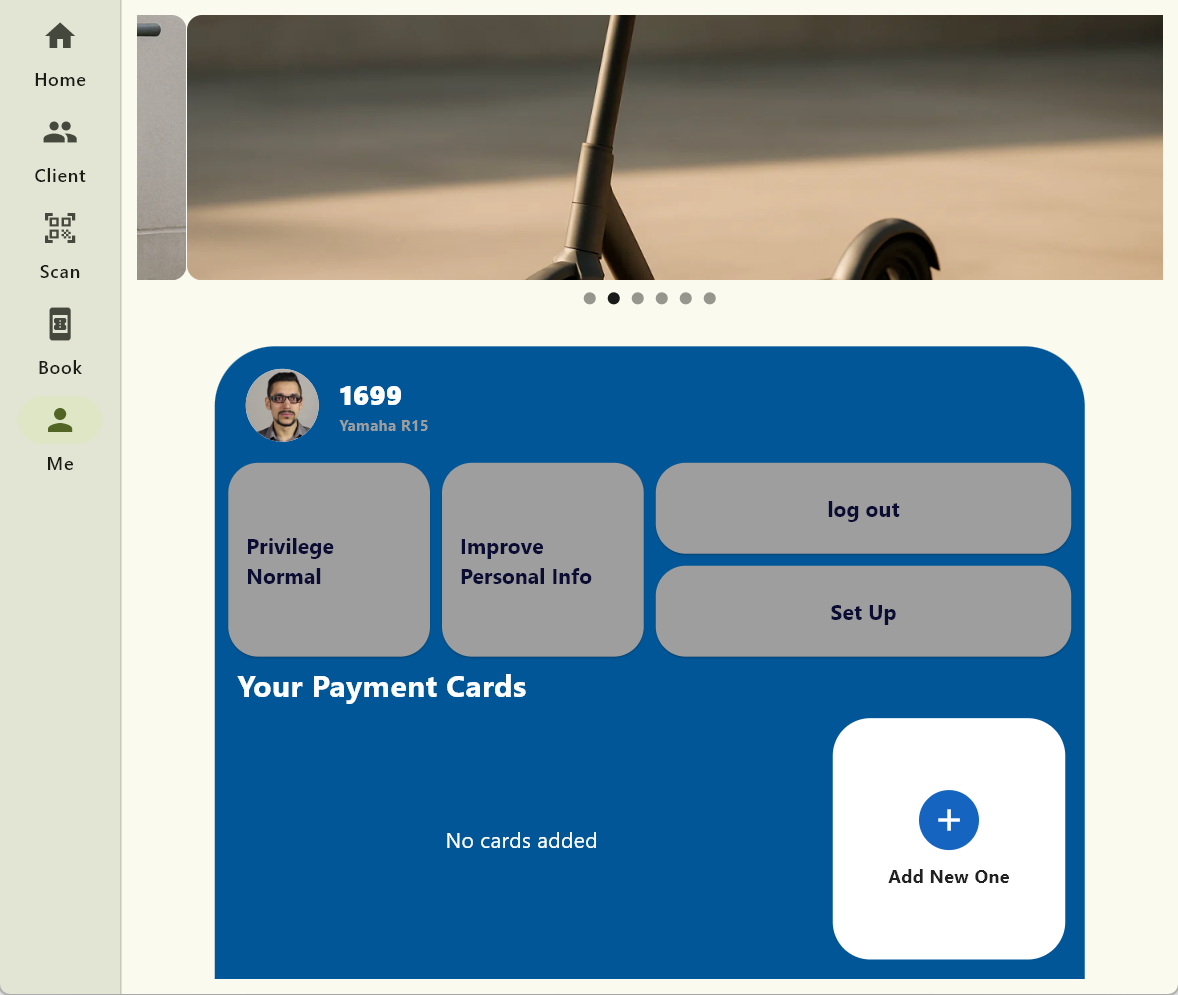 Home
Client
Scan
Book
Me
1699
Yamaha R15
Privilege
Normal
Improve
Personal Info
log out
Set Up
Your Payment Cards
No cards added
Add New One